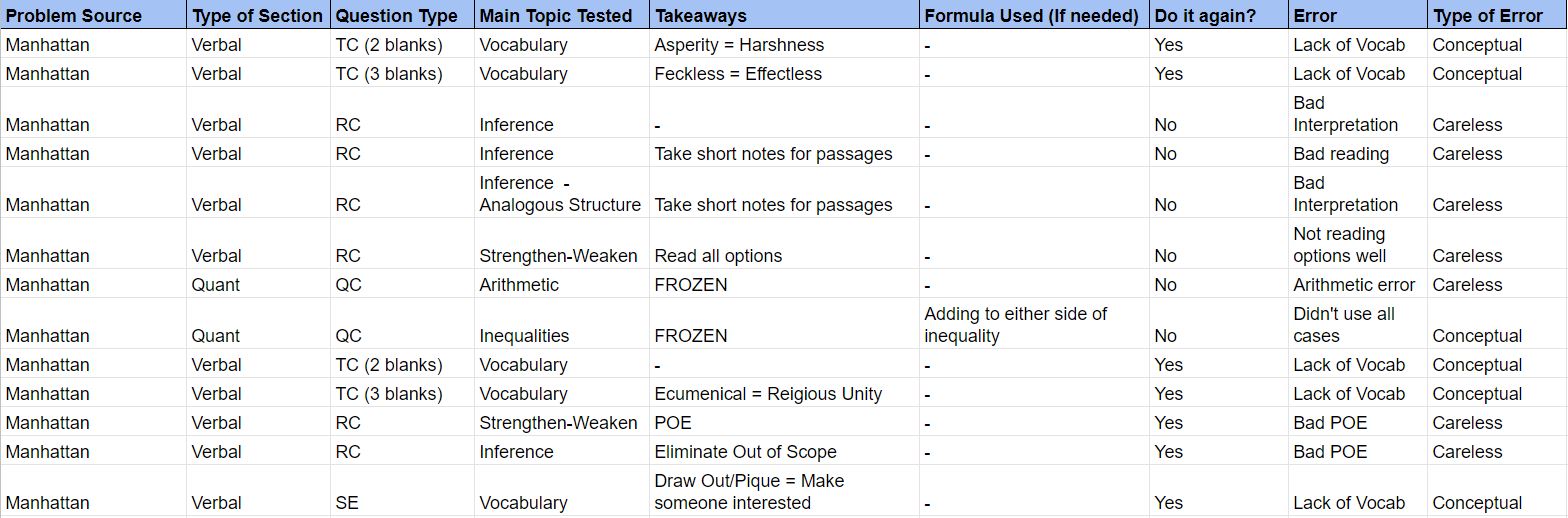 Problem Source Type of Section Question Type Main Topic Tested Takeaways Formula Used (If needed) Do it again? Error Type of Error
Manhattan Verbal TC (2 blanks) Vocabulary Asperity = Harshness - Yes Lack of Vocab Conceptual
Manhattan Verbal TC (3 blanks) Vocabulary Feckless = Effectless - Yes Lack of Vocab Conceptual
Bad
Manhattan Verbal RC Inference - - No Interpretation Careless
Manhattan Verbal RC Inference Take short notes for passages - No Bad reading Careless
Inference - Bad
Manhattan Verbal RC Analogous Structure Take short notes for passages - No Interpretation Careless
Not reading
Manhattan Verbal RC Strengthen-Weaken Read all options - No options well Careless
Manhattan Quant QC Arithmetic FROZEN - No Arithmetic error Careless
Adding to either side of Didn't use all
Manhattan Quant QC Inequalities FROZEN inequality No cases Conceptual
Manhattan Verbal TC (2 blanks) Vocabulary - - Yes Lack of Vocab Conceptual
Manhattan Verbal TC (3 blanks) Vocabulary Ecumenical = Reigious Unity - Yes Lack of Vocab Conceptual
Manhattan Verbal RC Strengthen-Weaken POE - Yes Bad POE Careless
Manhattan Verbal RC Inference Eliminate Out of Scope - Yes Bad POE Careless
Draw Out/Pique = Make
Manhattan Verbal SE Vocabulary someone interested - Yes Lack of Vocab Conceptual